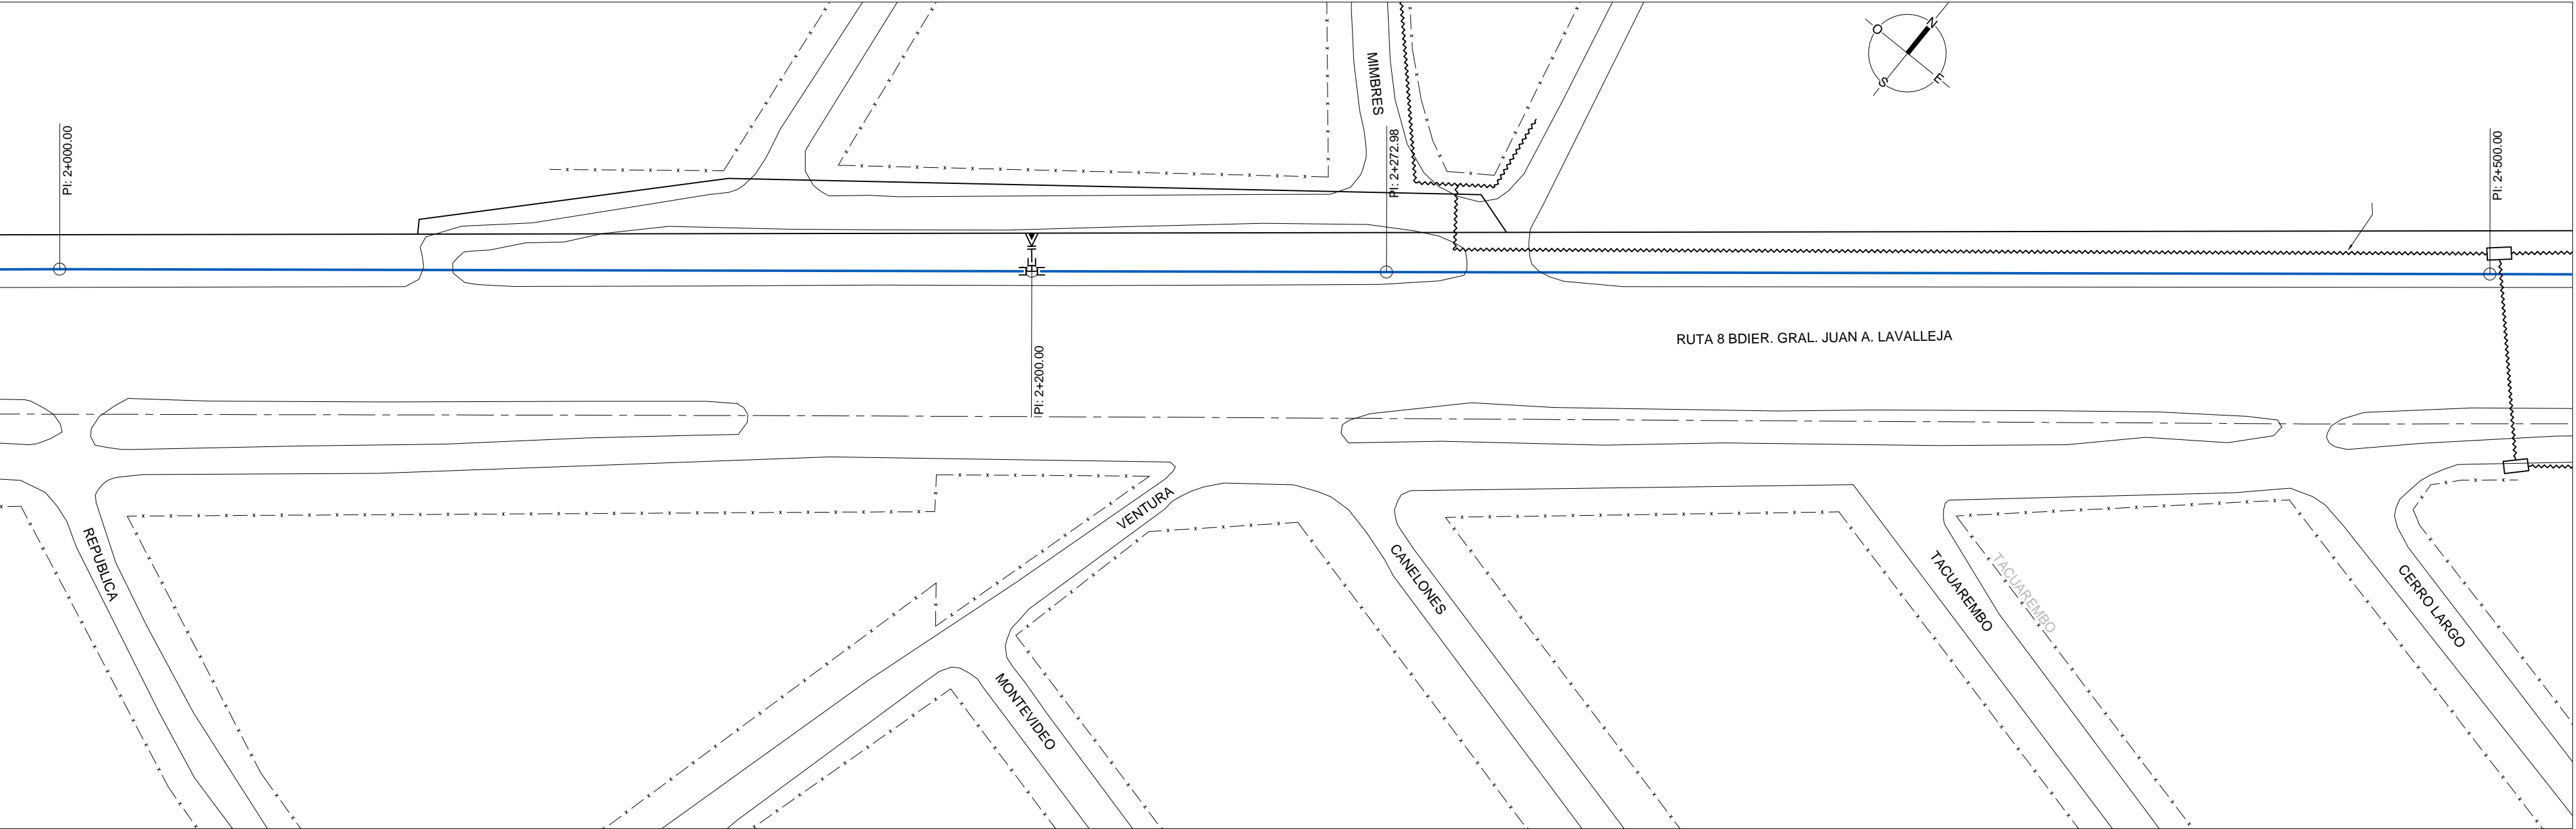 N
O
S
E
MIMBRES
PI: 2+000.00
PI: 2+272.98
PI: 2+500.00
RUTA 8 BDIER. GRAL. JUAN A. LAVALLEJA
PI: 2+200.00
VENTURA
REPUBLICA
CANELONES
TACUAREMBO
TACUAREMBO
CERRO LARGO
MONTEVIDEO